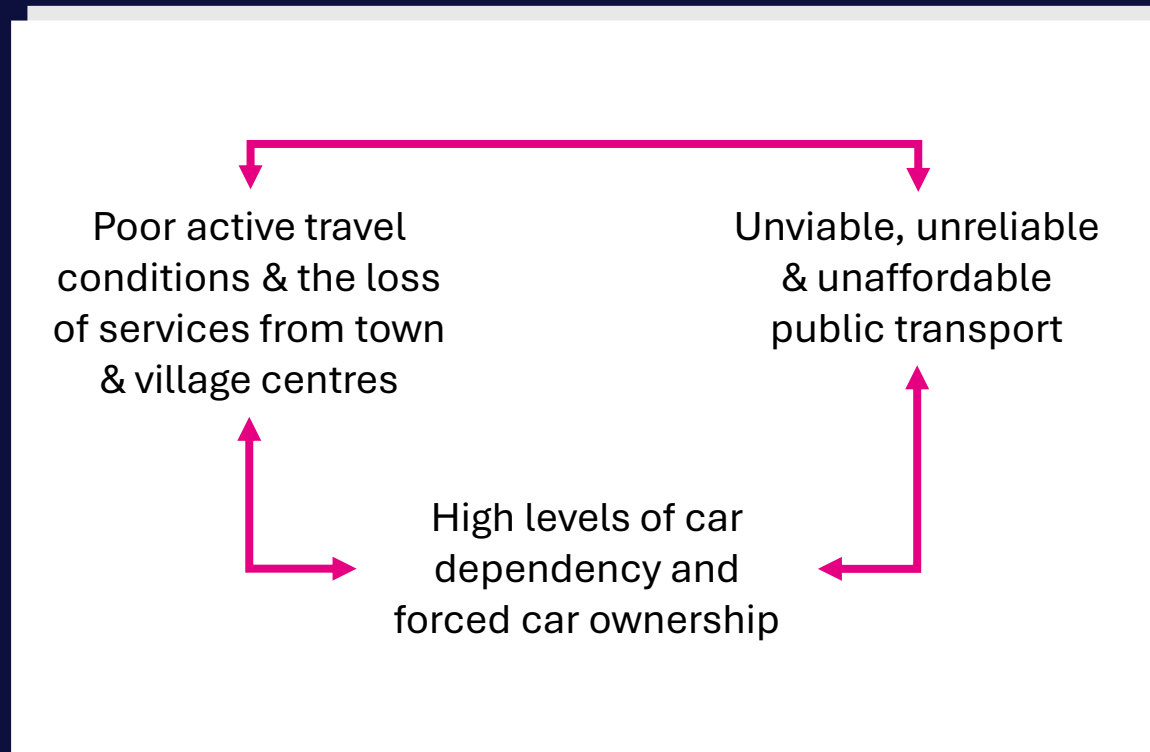 Poor active travel
conditions & the loss
of services from town
& village centres
Unviable, unreliable
& unaffordable
public transport
High levels of car
dependency and
forced car ownership